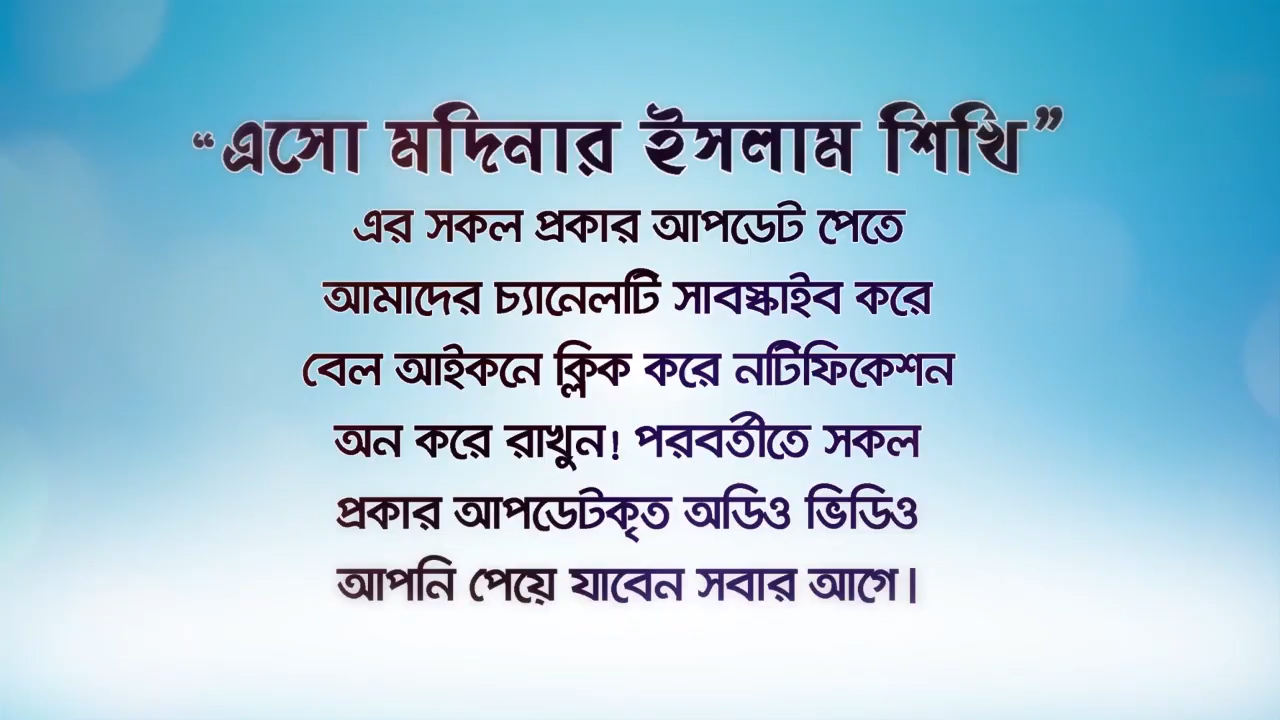 “এসো মদিনার ইসলাম শিখি”
এর সকল প্রকার আপডেট পেতে
আমাদের চ্যানেলটি সাবস্ক্রাইব করে
বেল আইকনে ক্লিক করে নটিফিকেশন
অন করে রাখুন! পরবর্তীতে সকল
প্রকার আপডেটকৃত অডিও ভিডিও
আপনি পেয়ে যাবেন সবার আগে।